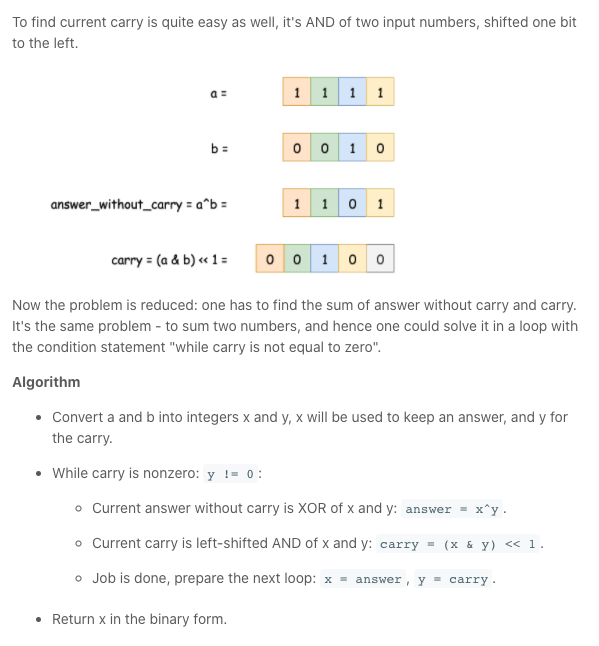 To find current carry is quite easy as well, it's AND of two input numbers, shifted one bit
to the left.
a = 1 1 1 1
b = 0 0 1 0
answer_without_carry = a^b = 1 1 0 1
carry = (a & b) << 1 = 0 0 1 0 0
Now the problem is reduced: one has to find the sum of answer without carry and carry.
It's the same problem - to sum two numbers, and hence one could solve it in a loop with
the condition statement "while carry is not equal to zero".
Algorithm
• Convert a and b into integers x and y, x will be used to keep an answer, and y for
the carry.
• While carry is nonzero: y != 0 :
◦ Current answer without carry is XOR of x and y: answer = x^y .
◦ Current carry is left-shifted AND of x and y: carry = (x & y) << 1 .
◦ Job is done, prepare the next loop: x = answer , y = carry .
• Return x in the binary form.